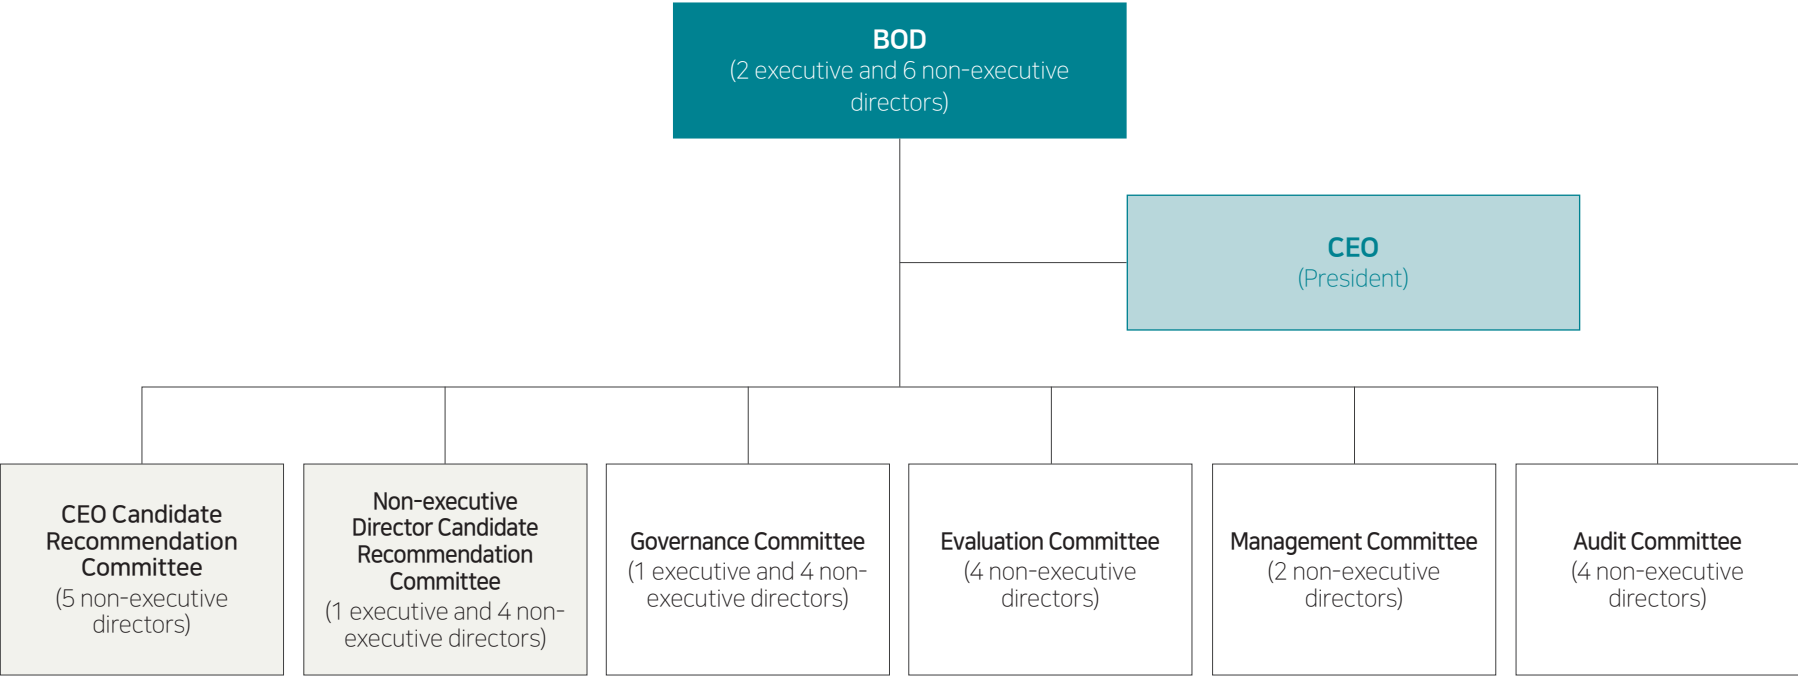 BOD
(2 executive and 6 non-executive
directors)
CEO
(President)
CEO Candidate
Recommendation
Committee
(5 non-executive
directors)
Non-executive
Director Candidate
Recommendation
Committee
(1 executive and 4 non-
executive directors)
Governance Committee
(1 executive and 4 non-
executive directors)
Evaluation Committee
(4 non-executive
directors)
Management Committee
(2 non-executive
directors)
Audit Committee
(4 non-executive
directors)